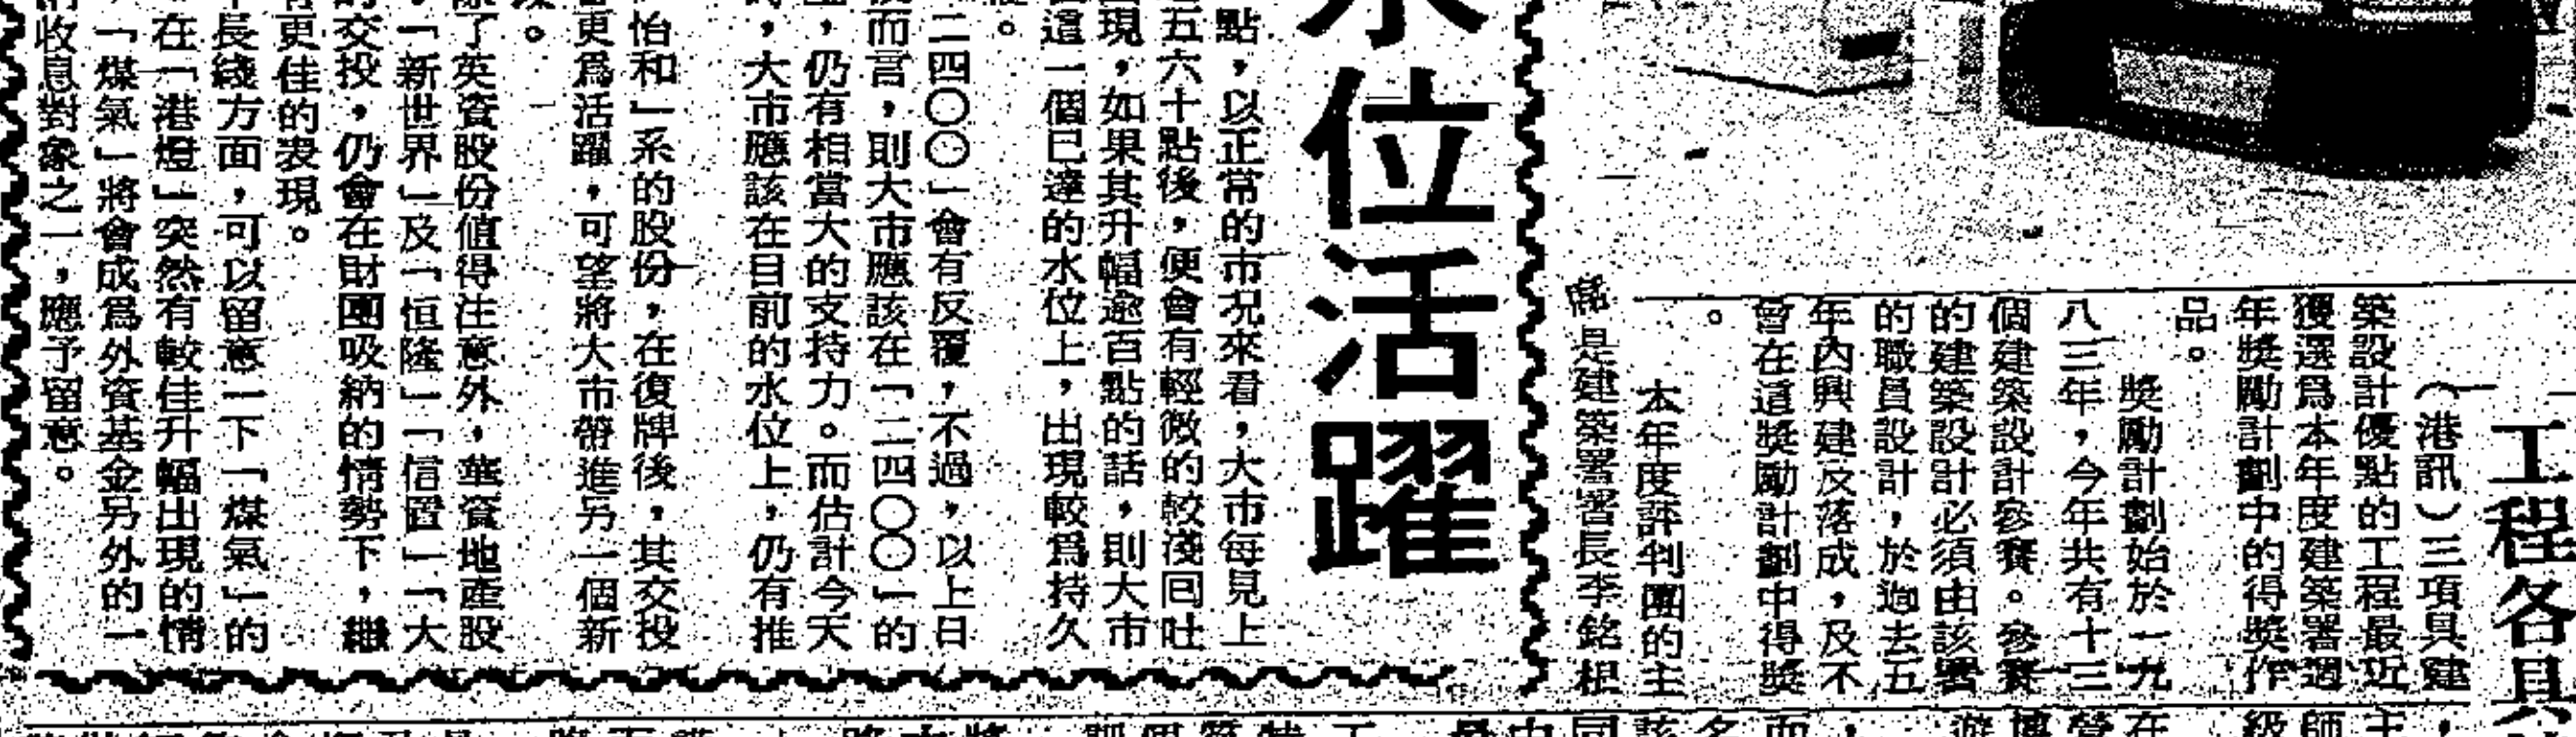 工程各具
（港訊）三項具建
築設計優點的工程最近
獲選爲本年度建築署週
年獎勵計劃中的得獎作
品。
獎勵計劃始於一九
八三年，今年共有十三
個建築設計參賽。參賽
的建築設計必須由該署
的職員設計，於過去五
年內興建及落成，及不
會在這獎勵計劃中得獎
。
本年度評判團的主
是建築署署長李銘根
位活躍
點，以正常的市況來看，大市每見上
五六十點後，便會有輕微的較淺回吐
現，如果其升幅逾百點的話，則大市
這一個已達的水位上，出現較爲持久
。
二四〇〇」會有反覆，不過，以上日
而言，則大市應該在「二四〇〇」的
，仍有相當大的支持力。而估計今天
，大市應該在目前的水位上，仍有推
怡和」系的股份，在復牌後，其交投
更爲活躍，可望將大市帶進另一個新
。
了英資股份值得注意外，華資地產股
「新世界」及「恒隆」「信置」「大
的交投，仍會在財團吸納的情勢下，繼
更佳的表現。
長綫方面，可以留意一下「煤氣」的
在「港燈」突然有較佳升幅出現的情
「煤氣」將會成爲外資基金另外的一
收息對象之一，應予留意。